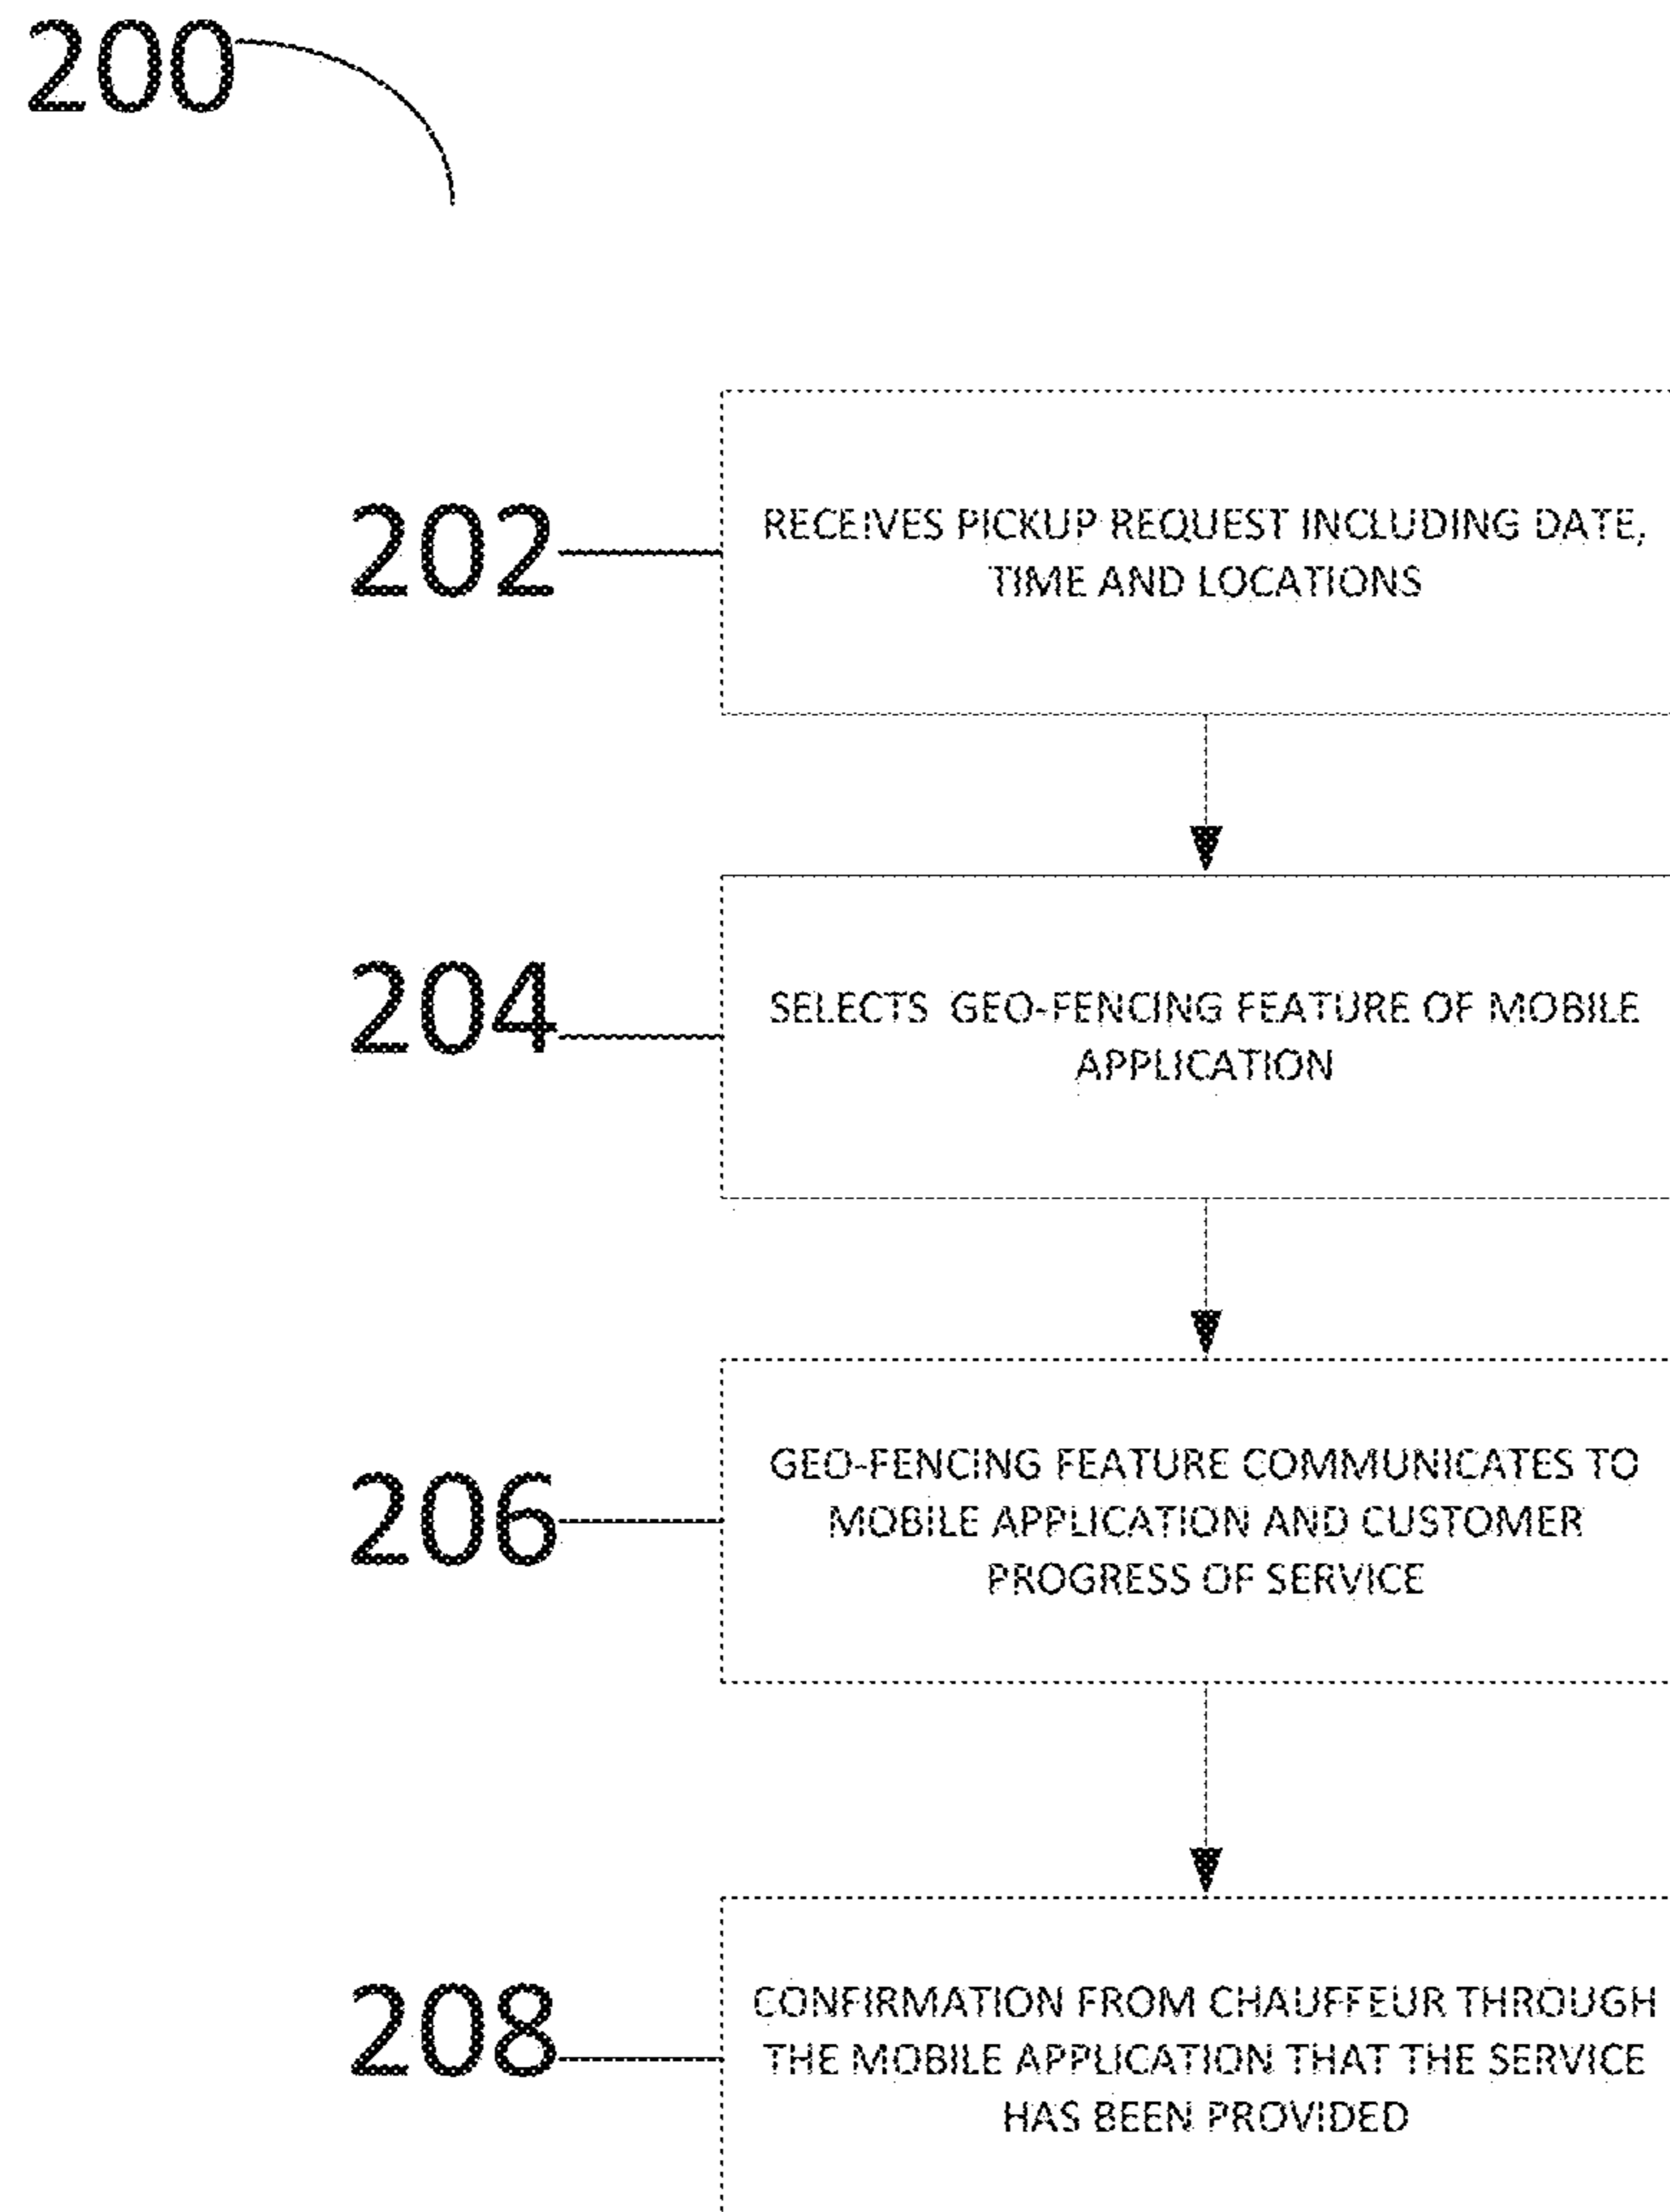 200
202
RECEIVES PICKUP REQUEST INCLUDING DATE,
TIME AND LOCATIONS
204
SELECTS GEO-FENCING FEATURE OF MOBILE
APPLICATION
206
GEO-FENCING FEATURE COMMUNICATES TO
MOBILE APPLICATION AND CUSTOMER
PROGRESS OF SERVICE
208
CONFIRMATION FROM CHAUFFEUR THROUGH
THE MOBILE APPLICATION THAT THE SERVICE
HAS BEEN PROVIDED